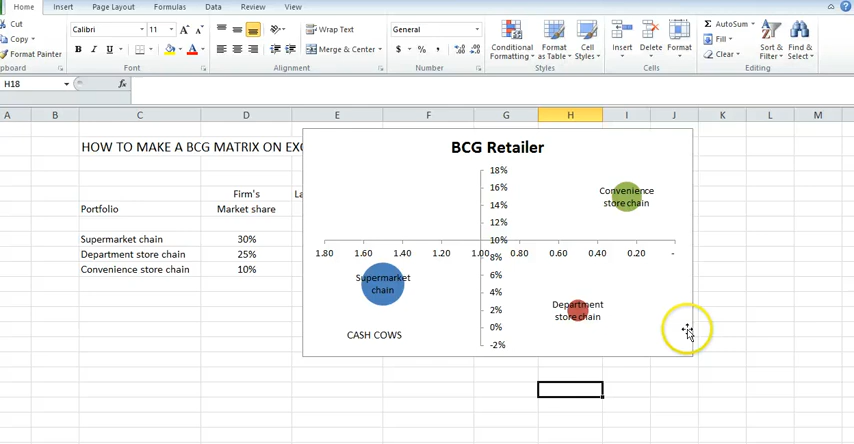 Home Insert Page Layout Formulas Data Review View
Cut
Copy
Format Painter
Calibri 11
B I U A
Wrap Text
Merge & Center
General
$ % ,
Conditional Formatting
Format as Table
Cell Styles
Insert Delete Format
AutoSum
Fill
Clear
Sort & Filter
Find & Select
Font Alignment Number Styles Cells Editing
H18 fx
A B C D E F G H I J K L M
HOW TO MAKE A BCG MATRIX ON
Firm's
Portfolio Market share
Supermarket chain 30%
Department store chain 25%
Convenience store chain 10%
BCG Retailer
18%
16%
14%
12%
10%
8%
6%
4%
2%
0%
-2%
1.80 1.60 1.40 1.20 1.00 0.80 0.60 0.40 0.20 -
Convenience
store chain
Supermarket
chain
Department
store chain
CASH COWS